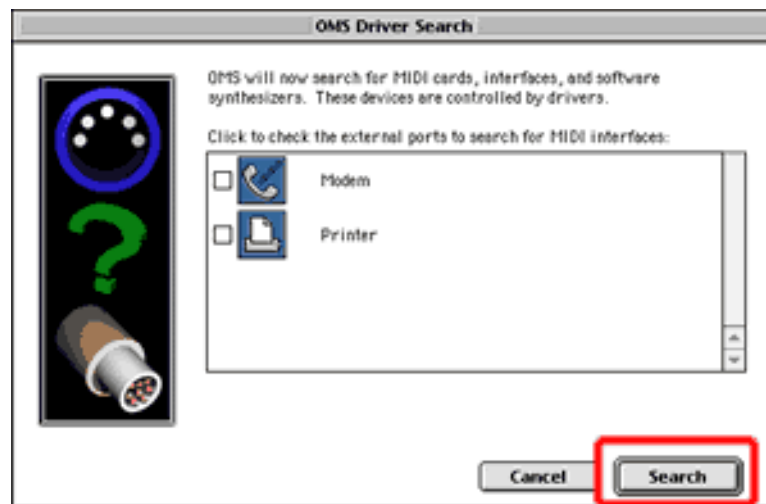 OMS Driver Search
OMS will now search for MIDI cards, interfaces, and software
synthesizers. These devices are controlled by drivers.
Click to check the external ports to search for MIDI interfaces:
Modem
Printer
Cancel
Search